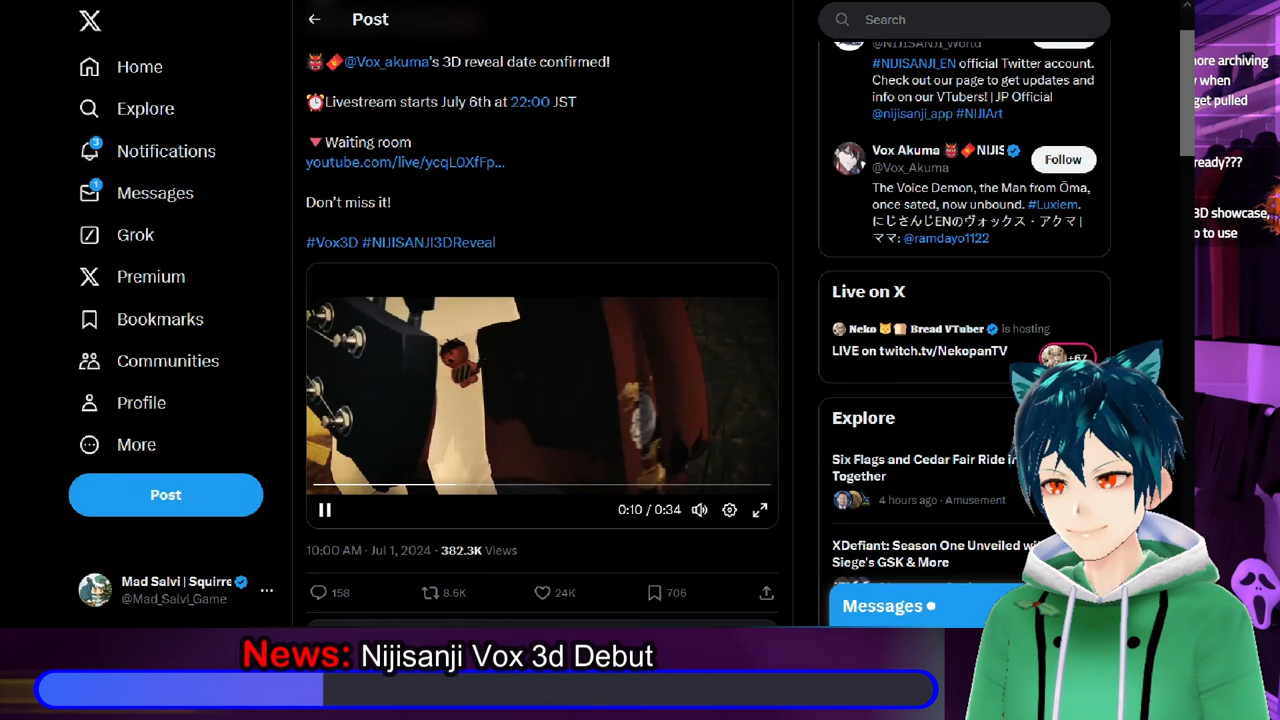 Home
Explore
3
Notifications
1
Messages
Grok
Premium
Bookmarks
Communities
Profile
More
Post
Mad Salvi | Squirre
@Mad_Salvi_Game
Post
@Vox_akuma's 3D reveal date confirmed!
Livestream starts July 6th at 22:00 JST
Waiting room
youtube.com/live/ycqL0XfFp...
Don't miss it!
#Vox3D #NIJISANJI3DReveal
0:10 / 0:34
10:00 AM · Jul 1, 2024 · 382.3K Views
158
8.6K
24K
706
Search
@NIJISANJI_World
#NIJISANJI_EN official Twitter account.
Check out our page to get updates and
info on our VTubers! | JP Official
@nijisanji_app #NIJIArt
Vox Akuma NIJIS
@Vox_Akuma
Follow
The Voice Demon, the Man from Ōma,
once sated, now unbound. #Luxiem.
にじさんじENのヴォックス・アクマ |
ママ: @ramdayo1122
Live on X
Neko Bread VTuber is hosting
LIVE on twitch.tv/NekopanTV
+67
Explore
Six Flags and Cedar Fair Ride in
Together
4 hours ago · Amusement
XDefiant: Season One Unveiled wi
Siege's GSK & More
Messages
ore archiving
when
get pulled
ready???
3D showcase,
o to use
News: Nijisanji Vox 3d Debut